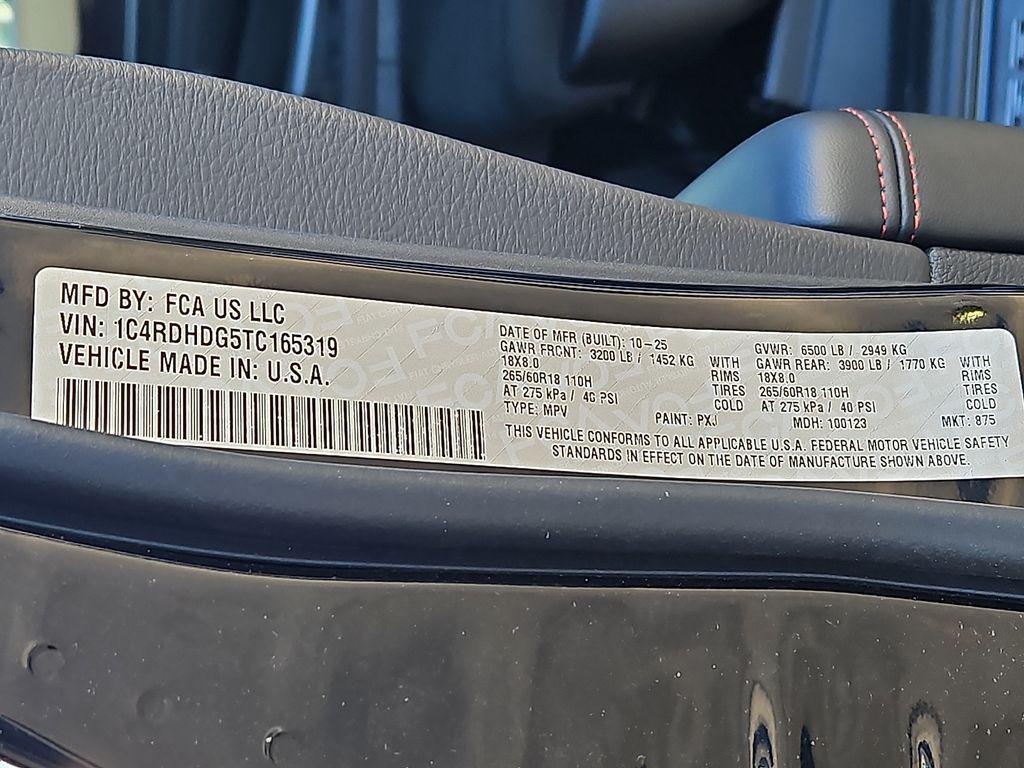 MFD BY: FCA US LLC
VIN: 1C4RDHDG5TC165319
VEHICLE MADE IN: U.S.A.
DATE OF MFR (BUILT): 10-25
GAWR FRONT: 3200 LB / 1452 KG WITH
18X8.0 RIMS
265/60R18 110H TIRES
AT 275 kPa / 40 PSI COLD
TYPE: MPV PAINT: PXJ
GVWR: 6500 LB / 2949 KG
GAWR REAR: 3900 LB / 1770 KG WITH
18X8.0 RIMS
265/60R18 110H TIRES
AT 275 kPa / 40 PSI COLD
MDH: 100123 MKT: 875
THIS VEHICLE CONFORMS TO ALL APPLICABLE U.S.A. FEDERAL MOTOR VEHICLE SAFETY
STANDARDS IN EFFECT ON THE DATE OF MANUFACTURE SHOWN ABOVE.